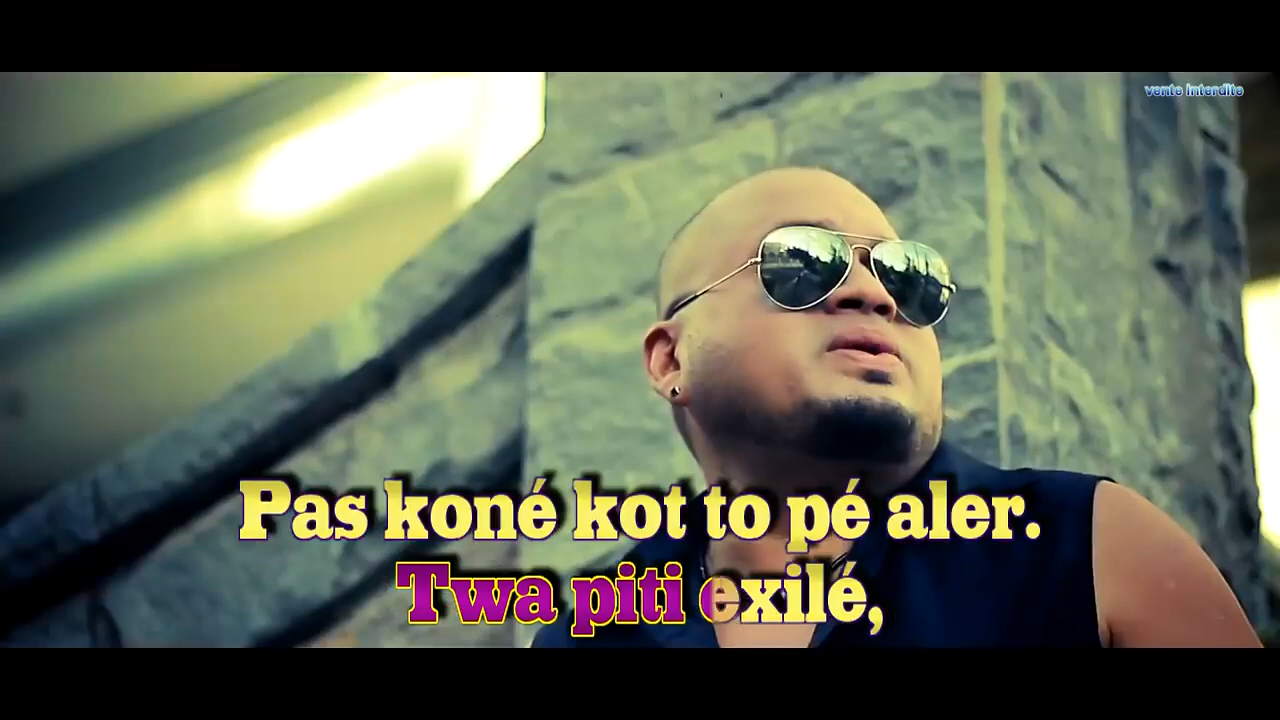 vente interdite
Pas koné kot to pé aler.
Twa piti exilé,